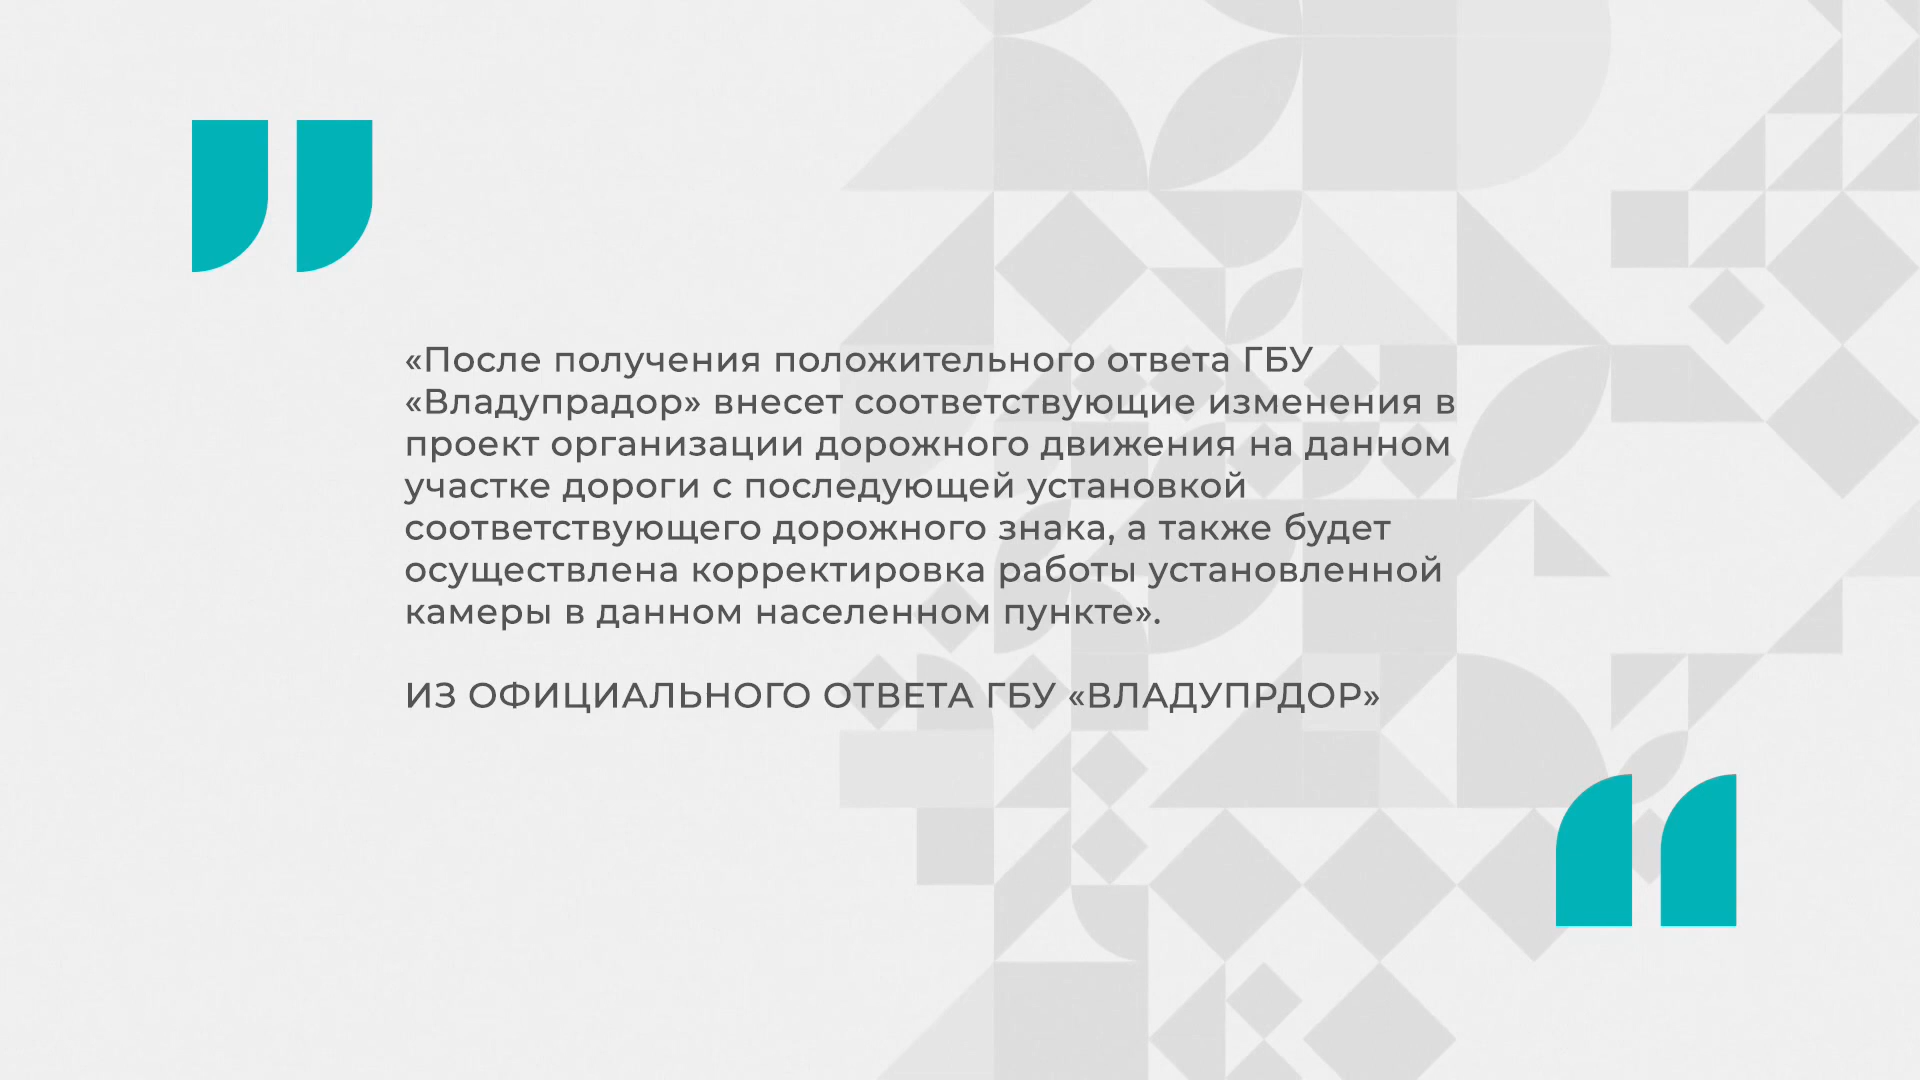 «После получения положительного ответа ГБУ
«Владупрадор» внесет соответствующие изменения в
проект организации дорожного движения на данном
участке дороги с последующей установкой
соответствующего дорожного знака, а также будет
осуществлена корректировка работы установленной
камеры в данном населенном пункте».
ИЗ ОФИЦИАЛЬНОГО ОТВЕТА ГБУ «ВЛАДУПРДОР»